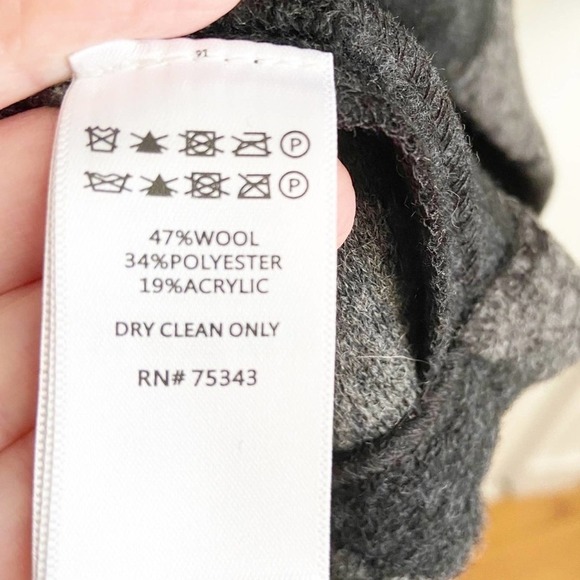 P
P
47%WOOL
34%POLYESTER
19%ACRYLIC
DRY CLEAN ONLY
RN# 75343